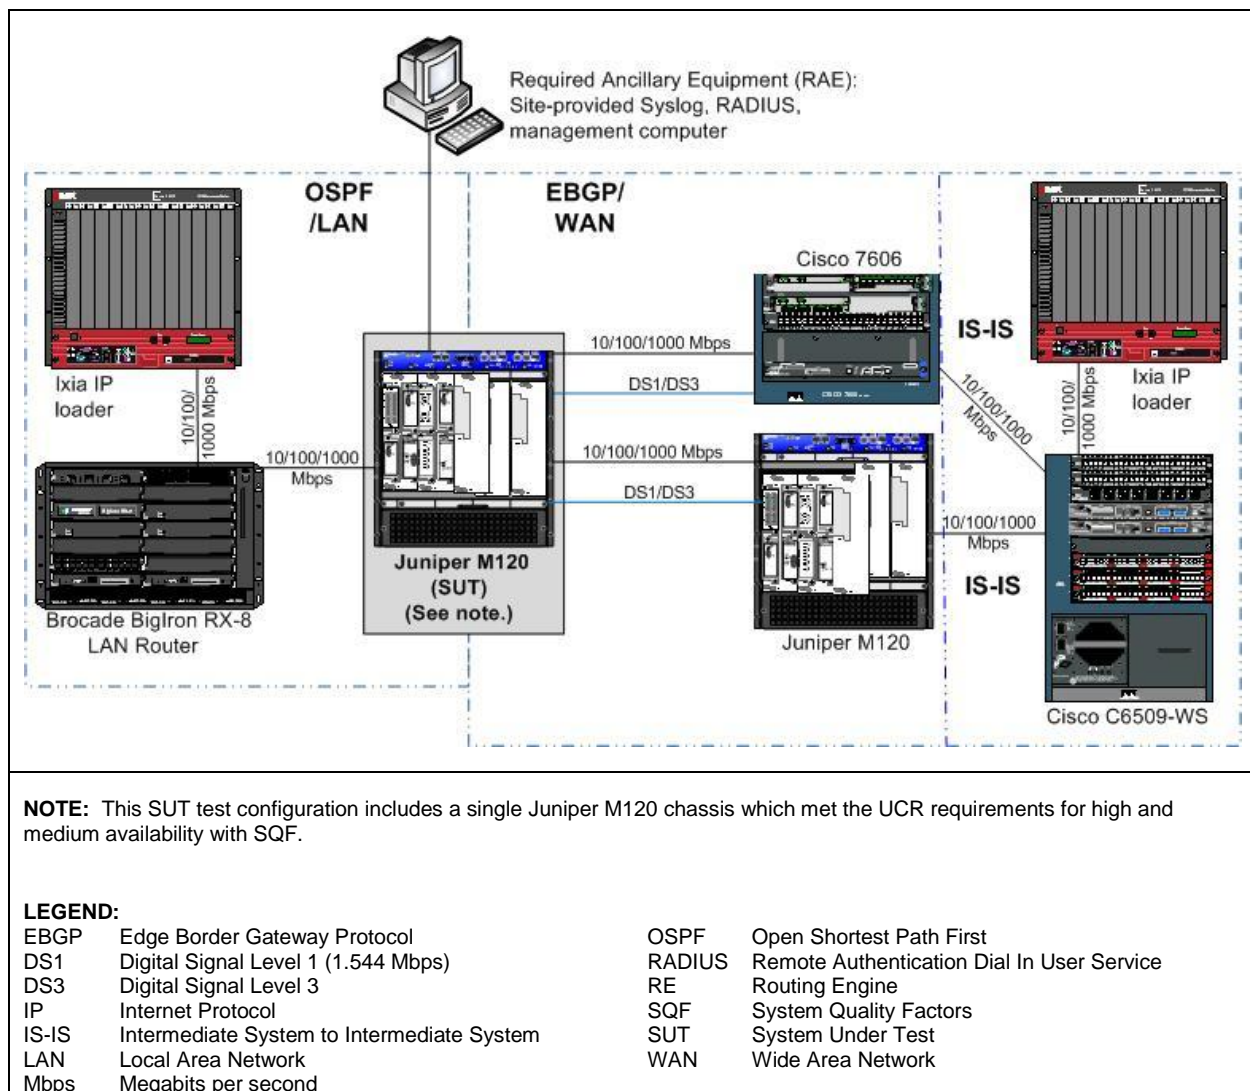 Required Ancillary Equipment (RAE):
Site-provided Syslog, RADIUS,
management computer
OSPF
/LAN
EBGP/
WAN
Cisco 7606
IS-IS
10/100/1000 Mbps
DS1/DS3
Ixia IP
loader
10/100/
1000 Mbps
10/100/1000
Mbps
Ixia IP
loader
10/100/
1000 Mbps
10/100/1000
Mbps
10/100/1000 Mbps
DS1/DS3
10/100/1000
Mbps
IS-IS
Juniper M120
(SUT)
(See note.)
Brocade BigIron RX-8
LAN Router
Juniper M120
Cisco C6509-WS
NOTE: This SUT test configuration includes a single Juniper M120 chassis which met the UCR requirements for high and
medium availability with SQF.
LEGEND:
EBGP Edge Border Gateway Protocol
DS1 Digital Signal Level 1 (1.544 Mbps)
DS3 Digital Signal Level 3
IP Internet Protocol
IS-IS Intermediate System to Intermediate System
LAN Local Area Network
Mbps Megabits per second
OSPF Open Shortest Path First
RADIUS Remote Authentication Dial In User Service
RE Routing Engine
SQF System Quality Factors
SUT System Under Test
WAN Wide Area Network